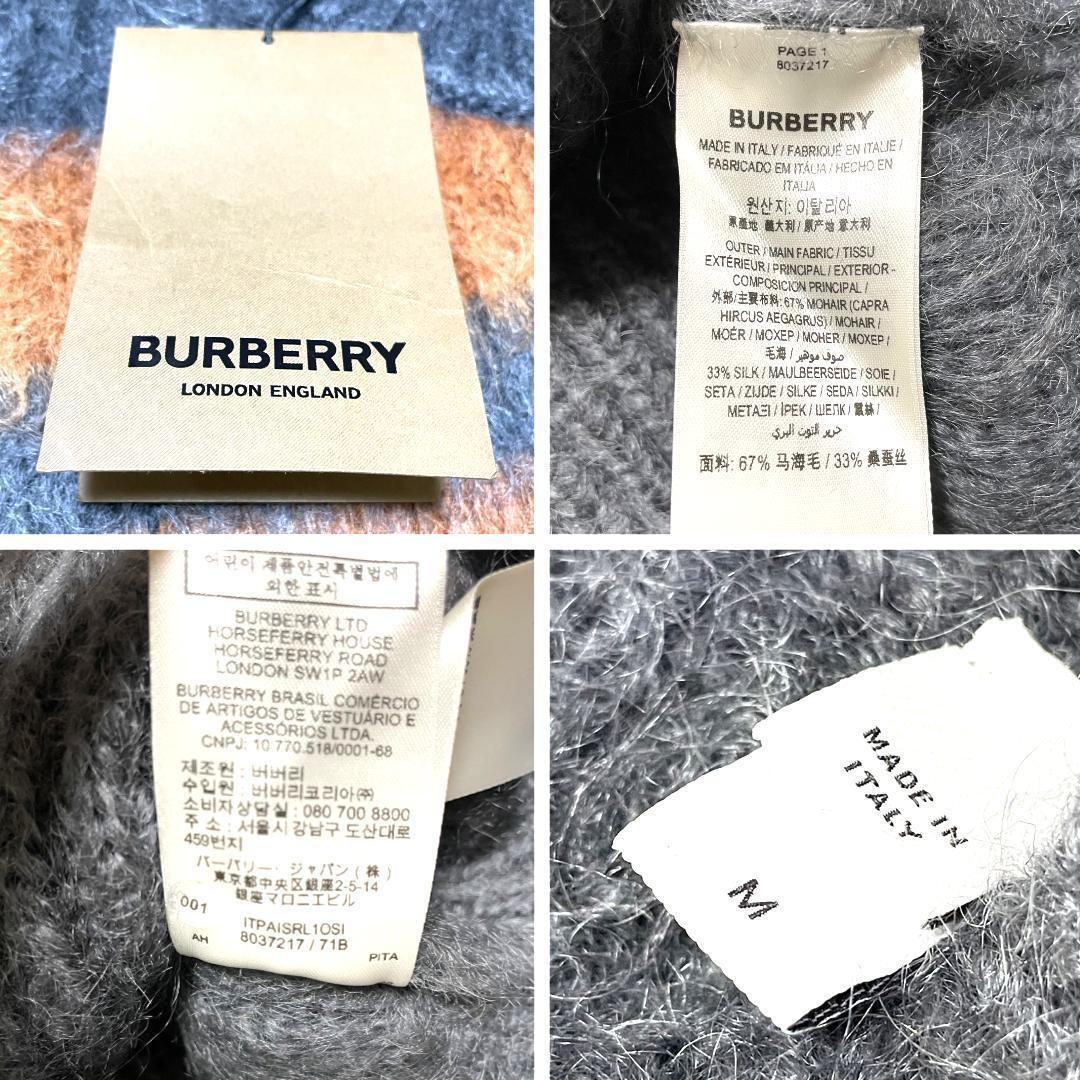 BURBERRY
LONDON ENGLAND
PAGE 1
8037217
BURBERRY
MADE IN ITALY / FABRIQUÉ EN ITALIE /
FABRICADO EM ITÁLIA / HECHO EN
ITALIA
원산지: 이탈리아
東產地 義大利 / 原产地 意大利
OUTER / MAIN FABRIC / TISSU
EXTÉRIEUR / PRINCIPAL / EXTERIOR -
COMPOSICION PRINCIPAL /
外部/主要布料: 67% MOHAIR (CAPRA
HIRCUS AEGAGRUS) / MOHAIR /
MOÉR / MOXEP / MOHER / MOXEP /
毛海 / صوف موهير /
33% SILK / MAULBEERSEIDE / SOIE /
SETA / ZIJDE / SILKE / SEDA / SILKKI /
ΜΕΤΑΞΙ / İPEK / ШЕЛК / 蠶絲 /
حرير التوت البري
面料: 67% 马海毛 / 33% 桑蚕丝
어린이 제품안전특별법에
의한 표시
BURBERRY LTD
HORSEFERRY HOUSE
HORSEFERRY ROAD
LONDON SW1P 2AW
BURBERRY BRASIL COMÉRCIO
DE ARTIGOS DE VESTUÁRIO E
ACESSÓRIOS LTDA.
CNPJ: 10.770.518/0001-68
제조원 : 버버리
수입원 : 버버리코리아(주)
소비자상담실 : 080 700 8800
주 소 : 서울시 강남구 도산대로
459번지
バーバリー・ジャパン(株)
東京都中央区銀座2-5-14
銀座マロニエビル
001
ITPAISRL10SI
AH 8037217 / 71B PITA
MADE IN
ITALY
M